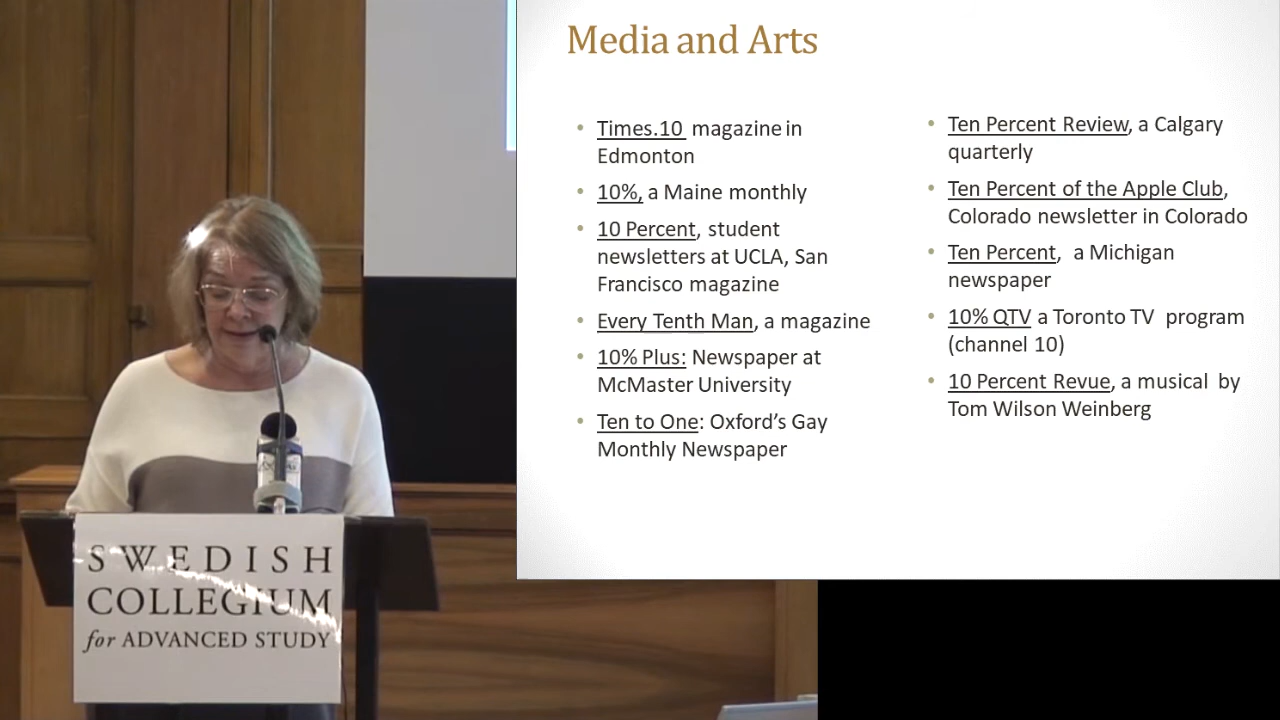 Media and Arts
Times.10 magazine in
Edmonton
10%, a Maine monthly
10 Percent, student
newsletters at UCLA, San
Francisco magazine
Every Tenth Man, a magazine
10% Plus: Newspaper at
McMaster University
Ten to One: Oxford's Gay
Monthly Newspaper
Ten Percent Review, a Calgary
quarterly
Ten Percent of the Apple Club,
Colorado newsletter in Colorado
Ten Percent, a Michigan
newspaper
10% QTV a Toronto TV program
(channel 10)
10 Percent Revue, a musical by
Tom Wilson Weinberg
SWEDISH
COLLEGIUM
for ADVANCED STUDY